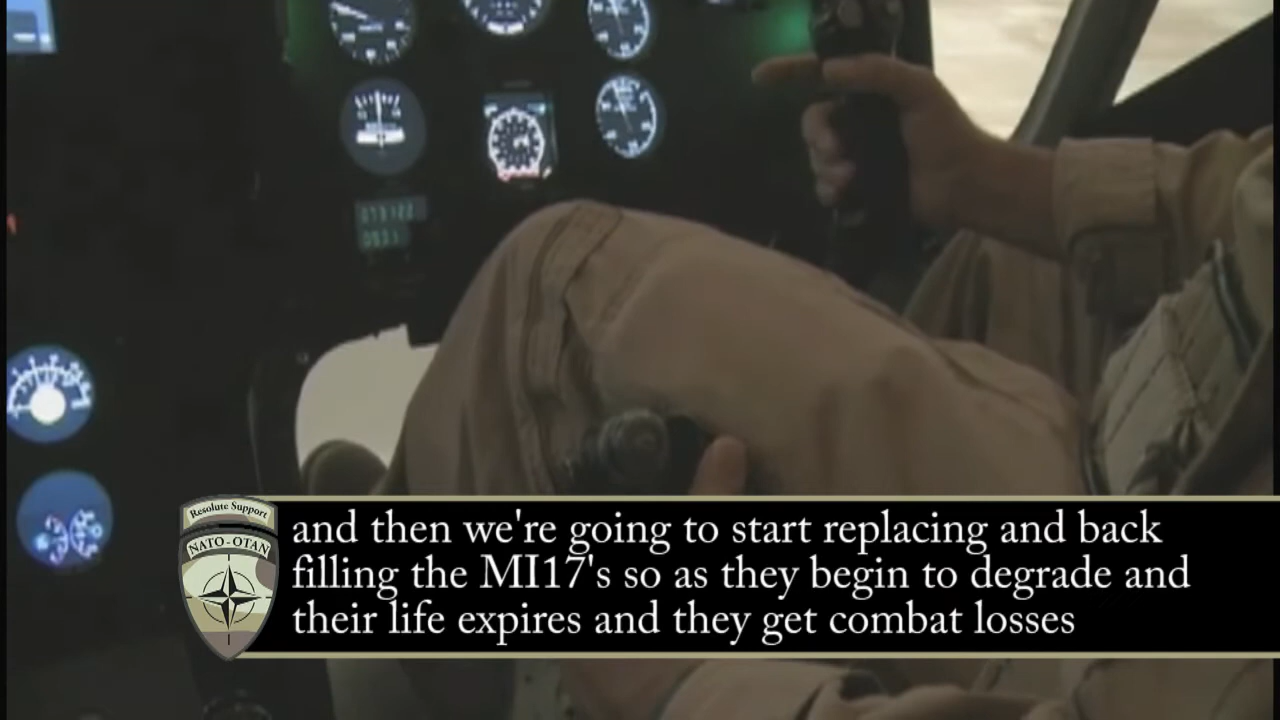 Resolute Support
NATO-OTAN
and then we're going to start replacing and back
filling the MI17's so as they begin to degrade and
their life expires and they get combat losses